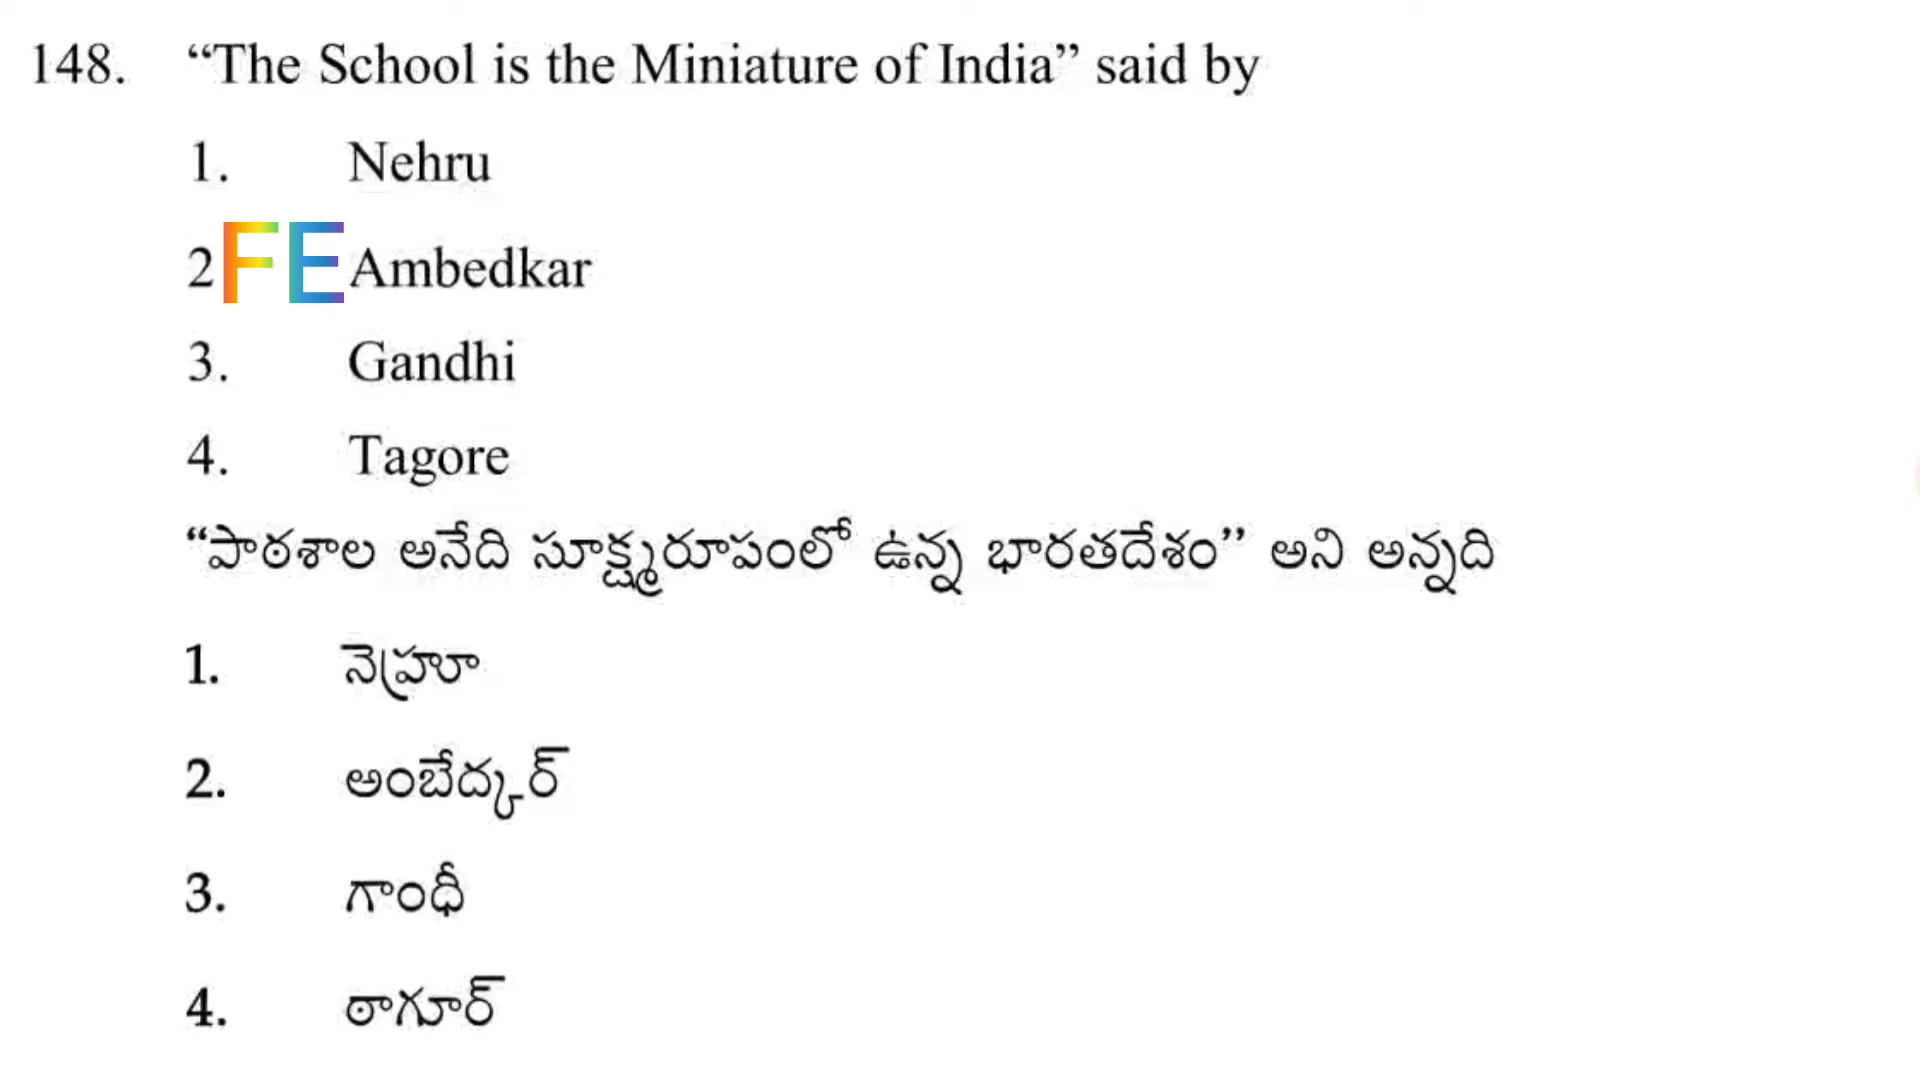 148. “The School is the Miniature of India” said by
1. Nehru
2 FE Ambedkar
3. Gandhi
4. Tagore
“పాఠశాల అనేది సూక్ష్మరూపంలో ఉన్న భారతదేశం” అని అన్నది
1. నెహ్రూ
2. అంబేద్కర్
3. గాంధీ
4. ఠాగూర్